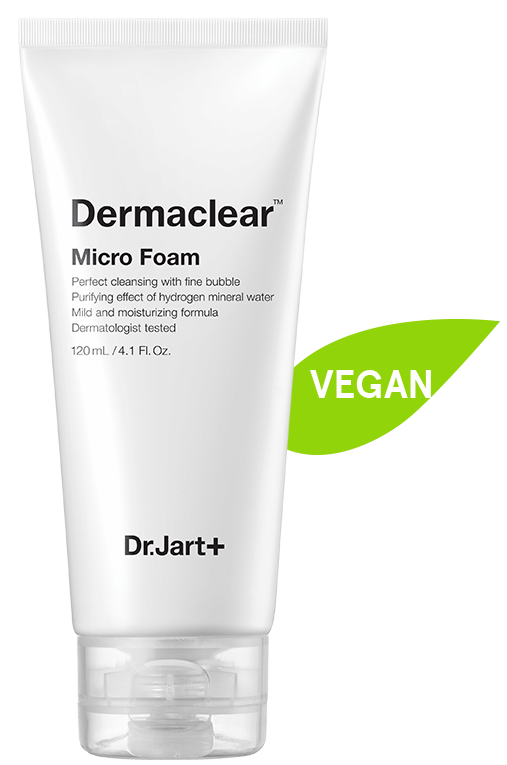 Dermaclear™
Micro Foam
Perfect cleansing with fine bubble
Purifying effect of hydrogen mineral water
Mild and moisturizing formula
Dermatologist tested
120 mL / 4.1 Fl. Oz.
VEGAN
Dr.Jart+